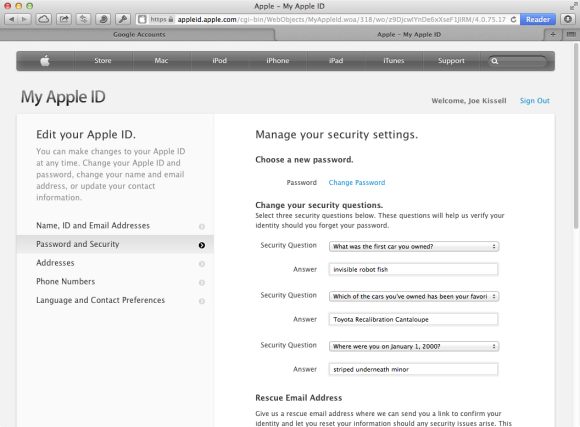 Apple – My Apple ID
https appleid.apple.com/cgi-bin/WebObjects/MyAppleId.woa/318/wo/z9DjcwlYnDe6xXseF1JlRM/4.0.75.17 Reader
Google Accounts
Apple – My Apple ID
Store Mac iPod iPhone iPad iTunes Support
My Apple ID
Welcome, Joe Kissell Sign Out
Edit your Apple ID.
You can make changes to your Apple ID
at any time. Change your Apple ID and
password, change your name and email
address, or update your contact
information.
Name, ID and Email Addresses
Password and Security
Addresses
Phone Numbers
Language and Contact Preferences
Manage your security settings.
Choose a new password.
Password Change Password
Change your security questions.
Select three security questions below. These questions will help us verify your
identity should you forget your password.
Security Question What was the first car you owned?
Answer invisible robot fish
Security Question Which of the cars you've owned has been your favori
Answer Toyota Recalibration Cantaloupe
Security Question Where were you on January 1, 2000?
Answer striped underneath minor
Rescue Email Address
Give us a rescue email address where we can send you a link to confirm your
identity and let you reset your information should any security issues arise. This